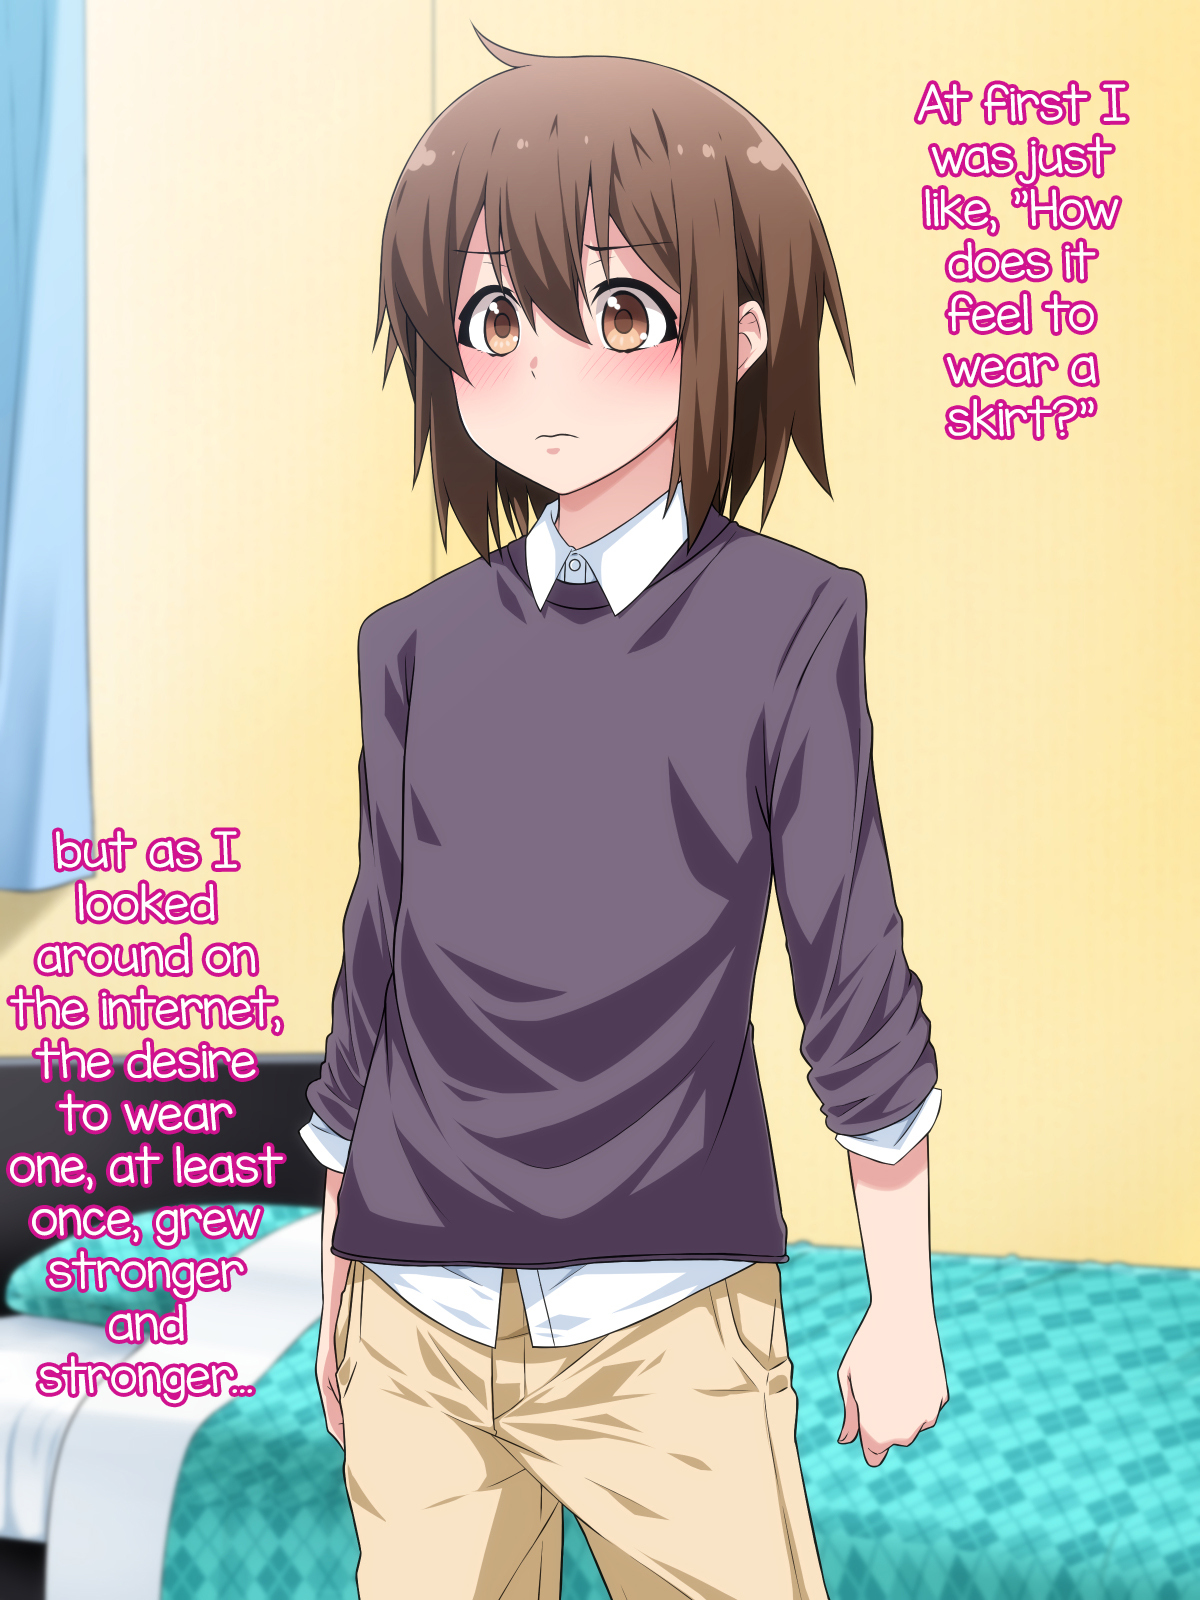 At first I
was just
like, "How
does it
feel to
wear a
skirt?"
but as I
looked
around on
the internet,
the desire
to wear
one, at least
once, grew
stronger
and
stronger...